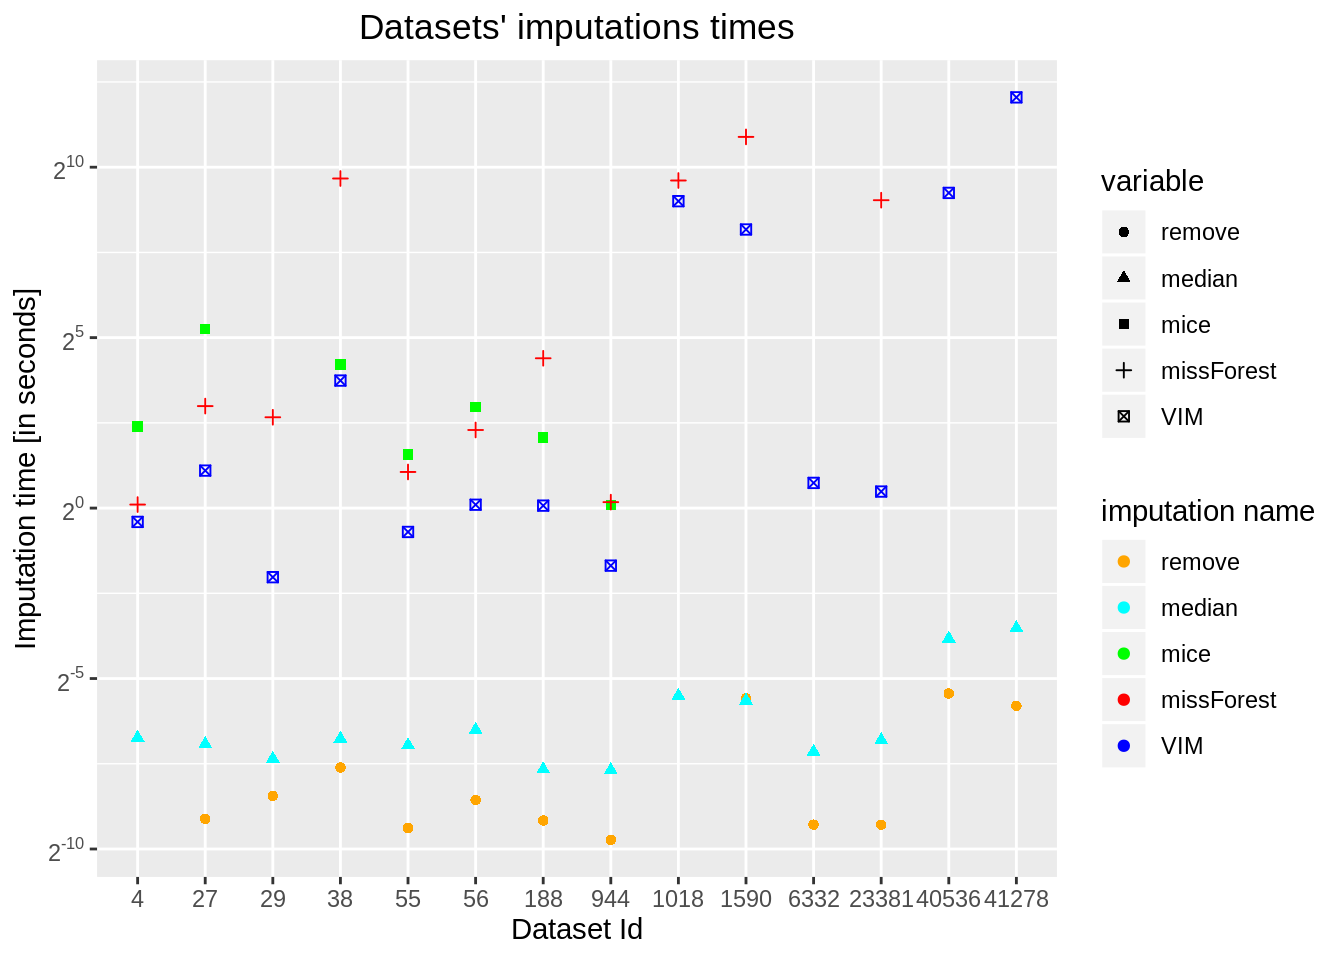 Datasets' imputations times
Imputation time [in seconds]
2^10
2^5
2^0
2^-5
2^-10
4 27 29 38 55 56 188 944 1018 1590 6332 23381 40536 41278
Dataset Id
variable
remove
median
mice
missForest
VIM
imputation name
remove
median
mice
missForest
VIM